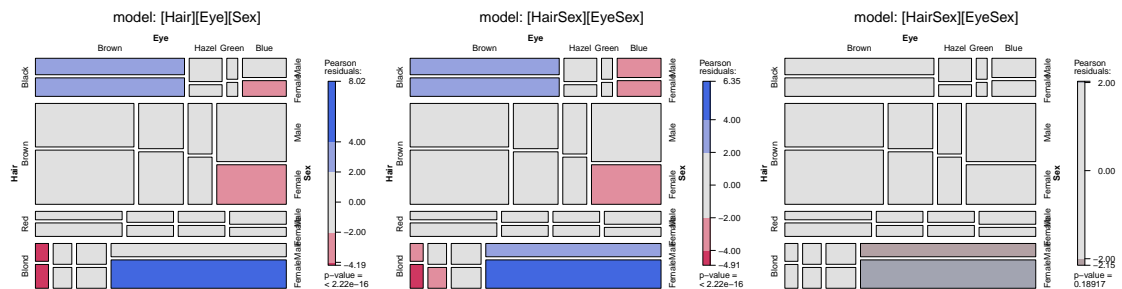 model: [Hair][Eye][Sex]
Eye
Brown Hazel Green Blue
Hair
Black
Brown
Red
Blond
Sex
Male
Female
Male
Female
Male
Female
Male
Pearson
residuals:
8.02
4.00
2.00
0.00
−2.00
−4.19
p−value =
< 2.22e−16
model: [HairSex][EyeSex]
Eye
Brown Hazel Green Blue
Hair
Black
Brown
Red
Blond
Sex
Male
Female
Male
Female
Male
Female
Male
Pearson
residuals:
6.35
4.00
2.00
0.00
−2.00
−4.00
−4.91
p−value =
< 2.22e−16
model: [HairSex][EyeSex]
Eye
Brown Hazel Green Blue
Hair
Black
Brown
Red
Blond
Sex
Male
Female
Male
Female
Male
Female
Male
Pearson
residuals:
2.00
0.00
−2.00
−2.15
p−value =
0.18917